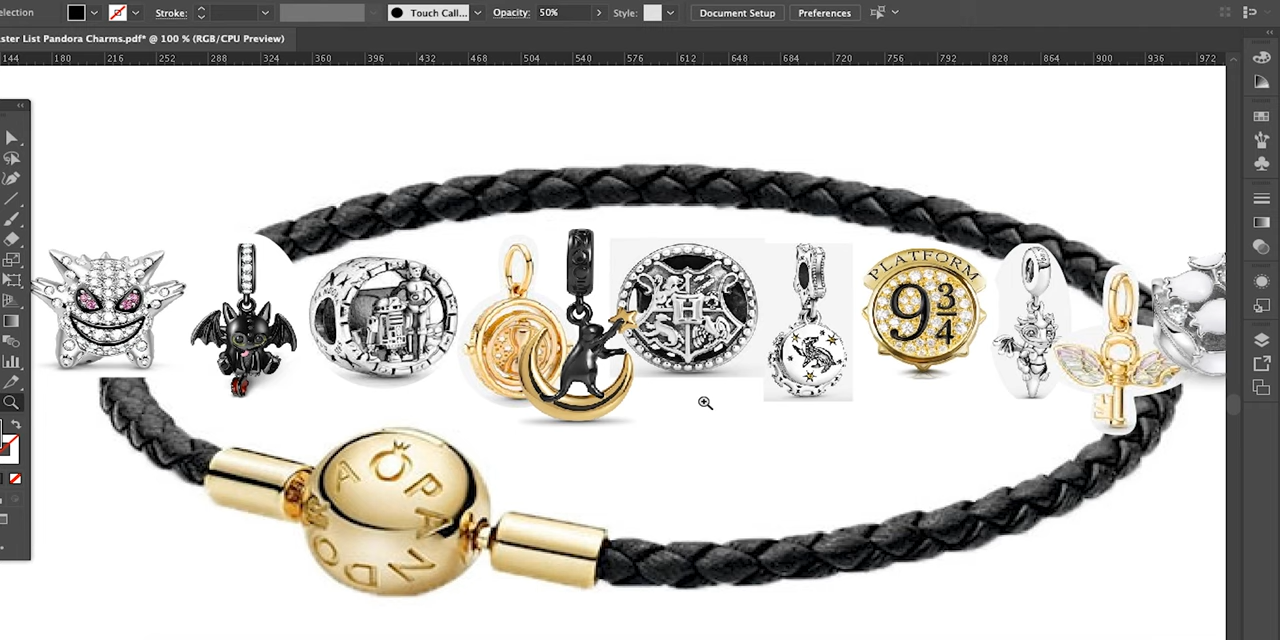 election
Stroke:
Touch Call...
Opacity: 50%
Style:
Document Setup
Preferences
ster List Pandora Charms.pdf* @ 100 % (RGB/CPU Preview)
144 180 216 252 288 324 360 396 432 468 504 540 576 612 648 684 720 756 792 828 864 900 936 972
PLATFORM
9 3/4
H
PANDORA